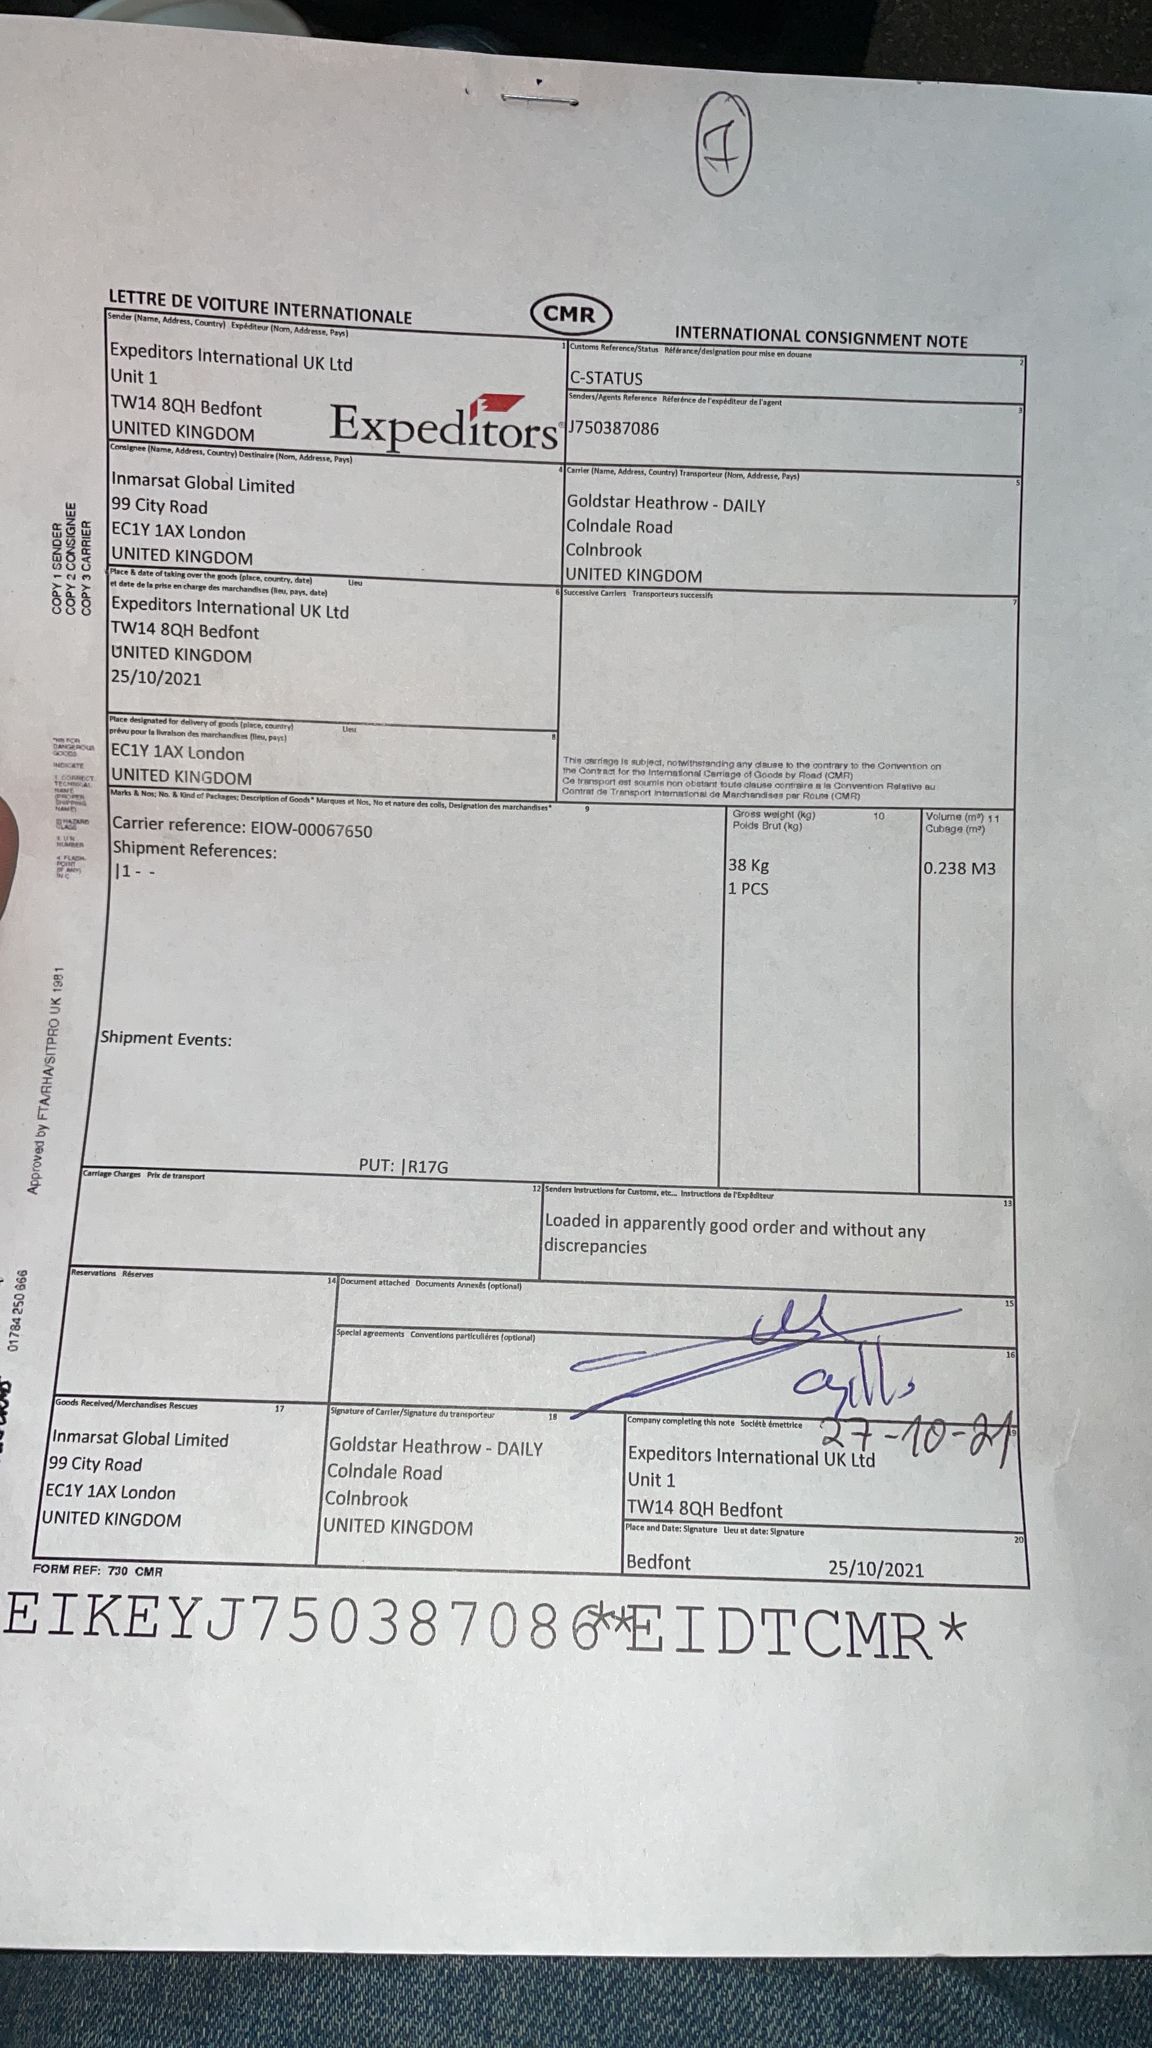 7
LETTRE DE VOITURE INTERNATIONALE
CMR
INTERNATIONAL CONSIGNMENT NOTE
Sender (Name, Address, Country) Expéditeur (Nom, Addresse, Pays)
1
Expeditors International UK Ltd
Unit 1
TW14 8QH Bedfont
UNITED KINGDOM
Expeditors®
Customs Reference/Status Référance/designation pour mise en douane
2
C-STATUS
Senders/Agents Reference Référence de l'expéditeur de l'agent
3
J750387086
Consignee (Name, Address, Country) Destinaire (Nom, Addresse, Pays)
4
Inmarsat Global Limited
99 City Road
EC1Y 1AX London
UNITED KINGDOM
Carrier (Name, Address, Country) Transporteur (Nom, Addresse, Pays)
5
Goldstar Heathrow - DAILY
Colndale Road
Colnbrook
UNITED KINGDOM
Place & date of taking over the goods (place, country, date) Lieu
et date de la prise en charge des marchandises (lieu, pays, date)
6
Expeditors International UK Ltd
TW14 8QH Bedfont
UNITED KINGDOM
25/10/2021
Successive Carriers Transporteurs successifs
7
Place designated for delivery of goods (place, country) Lieu
prévu pour la livraison des marchandises (lieu, pays)
8
EC1Y 1AX London
UNITED KINGDOM
This carriage is subject, notwithstanding any clause to the contrary to the Convention on
the Contract for the International Carriage of Goods by Road (CMR)
Ce transport est soumis non obstant toute clause contraire a la Convention Relative au
Contrat de Transport International de Marchandises par Route (CMR)
Marks & Nos; No. & Kind of Packages; Description of Goods* Marques et Nos, No et nature des colis, Designation des marchandises*
9
Carrier reference: EIOW-00067650
Shipment References:
|1 - -
Shipment Events:
PUT: |R17G
Gross weight (kg) 10
Poids Brut (kg)
38 Kg
1 PCS
Volume (m³) 11
Cubage (m³)
0.238 M3
Carriage Charges Prix de transport
12
Senders Instructions for Customs, etc... Instructions de l'Expéditeur
13
Loaded in apparently good order and without any
discrepancies
Reservations Réserves
14
Document attached Documents Annexés (optional)
15
Special agreements Conventions particulières (optional)
16
Goods Received/Merchandises Rescues
17
Inmarsat Global Limited
99 City Road
EC1Y 1AX London
UNITED KINGDOM
Signature of Carrier/Signature du transporteur
18
Goldstar Heathrow - DAILY
Colndale Road
Colnbrook
UNITED KINGDOM
Company completing this note Société émettrice
27-10-21
Expeditors International UK Ltd
Unit 1
TW14 8QH Bedfont
Place and Date: Signature Lieu at date: Signature
20
Bedfont 25/10/2021
FORM REF: 730 CMR
EIKEYJ750387086**EIDTCMR*
COPY 1 SENDER
COPY 2 CONSIGNEE
COPY 3 CARRIER
Approved by FTA/RHA/SITPRO UK 1981
01784 250 666